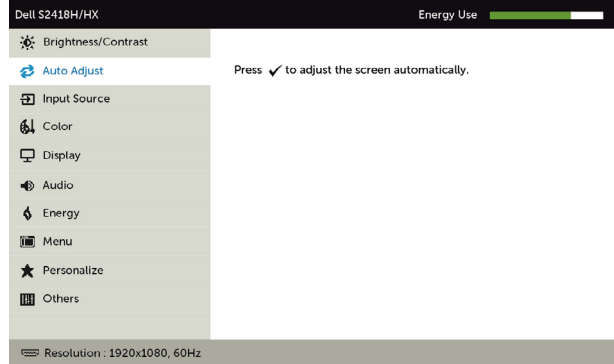 Dell S2418H/HX Energy Use
Brightness/Contrast
Auto Adjust
Press ✓ to adjust the screen automatically.
Input Source
Color
Display
Audio
Energy
Menu
Personalize
Others
Resolution : 1920x1080, 60Hz